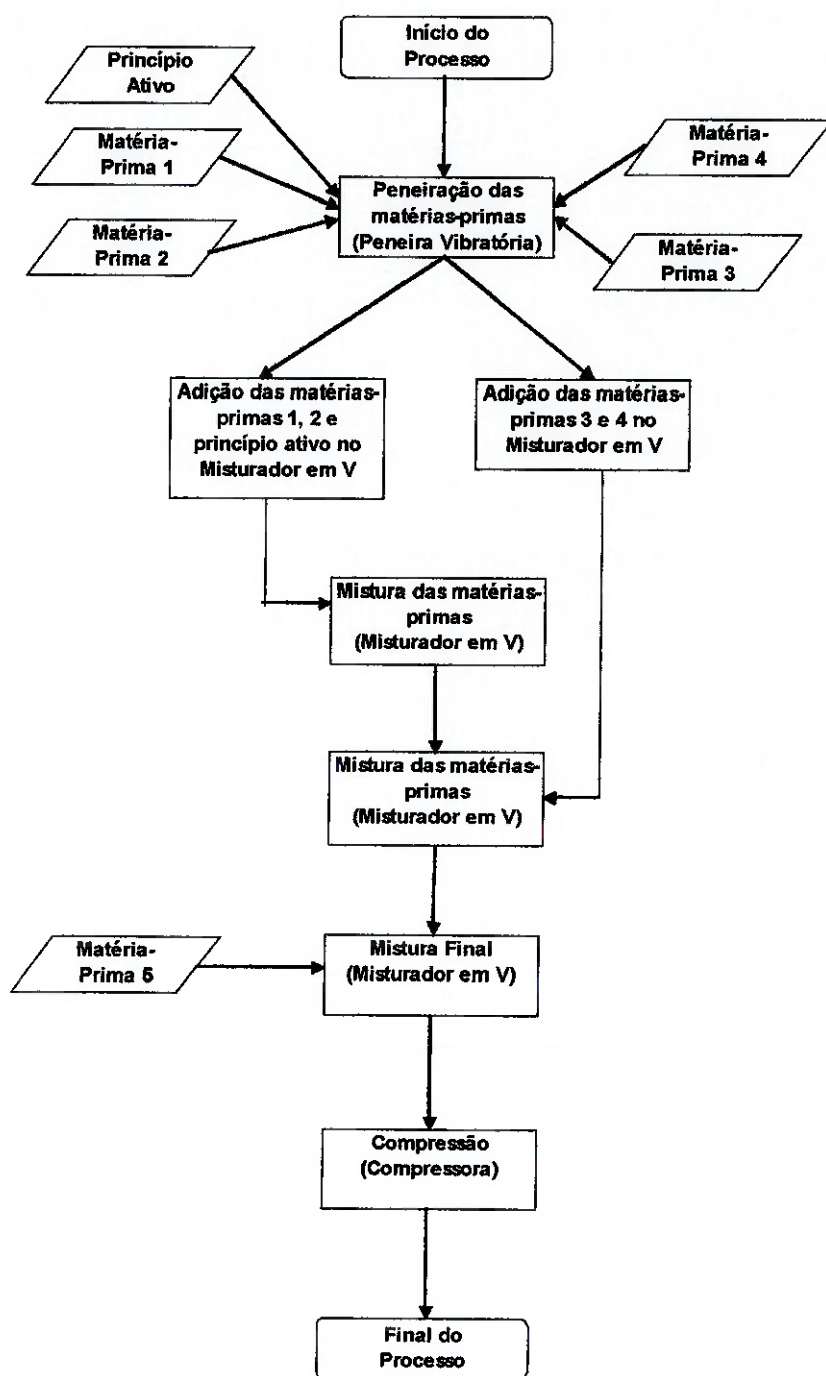 Início do
Processo
Princípio
Ativo
Matéria-
Prima 1
Matéria-
Prima 2
Matéria-
Prima 4
Matéria-
Prima 3
Peneiração das
matérias-primas
(Peneira Vibratória)
Adição das matérias-
primas 1, 2 e
princípio ativo no
Misturador em V
Adição das matérias-
primas 3 e 4 no
Misturador em V
Mistura das matérias-
primas
(Misturador em V)
Mistura das matérias-
primas
(Misturador em V)
Matéria-
Prima 5
Mistura Final
(Misturador em V)
Compressão
(Compressora)
Final do
Processo